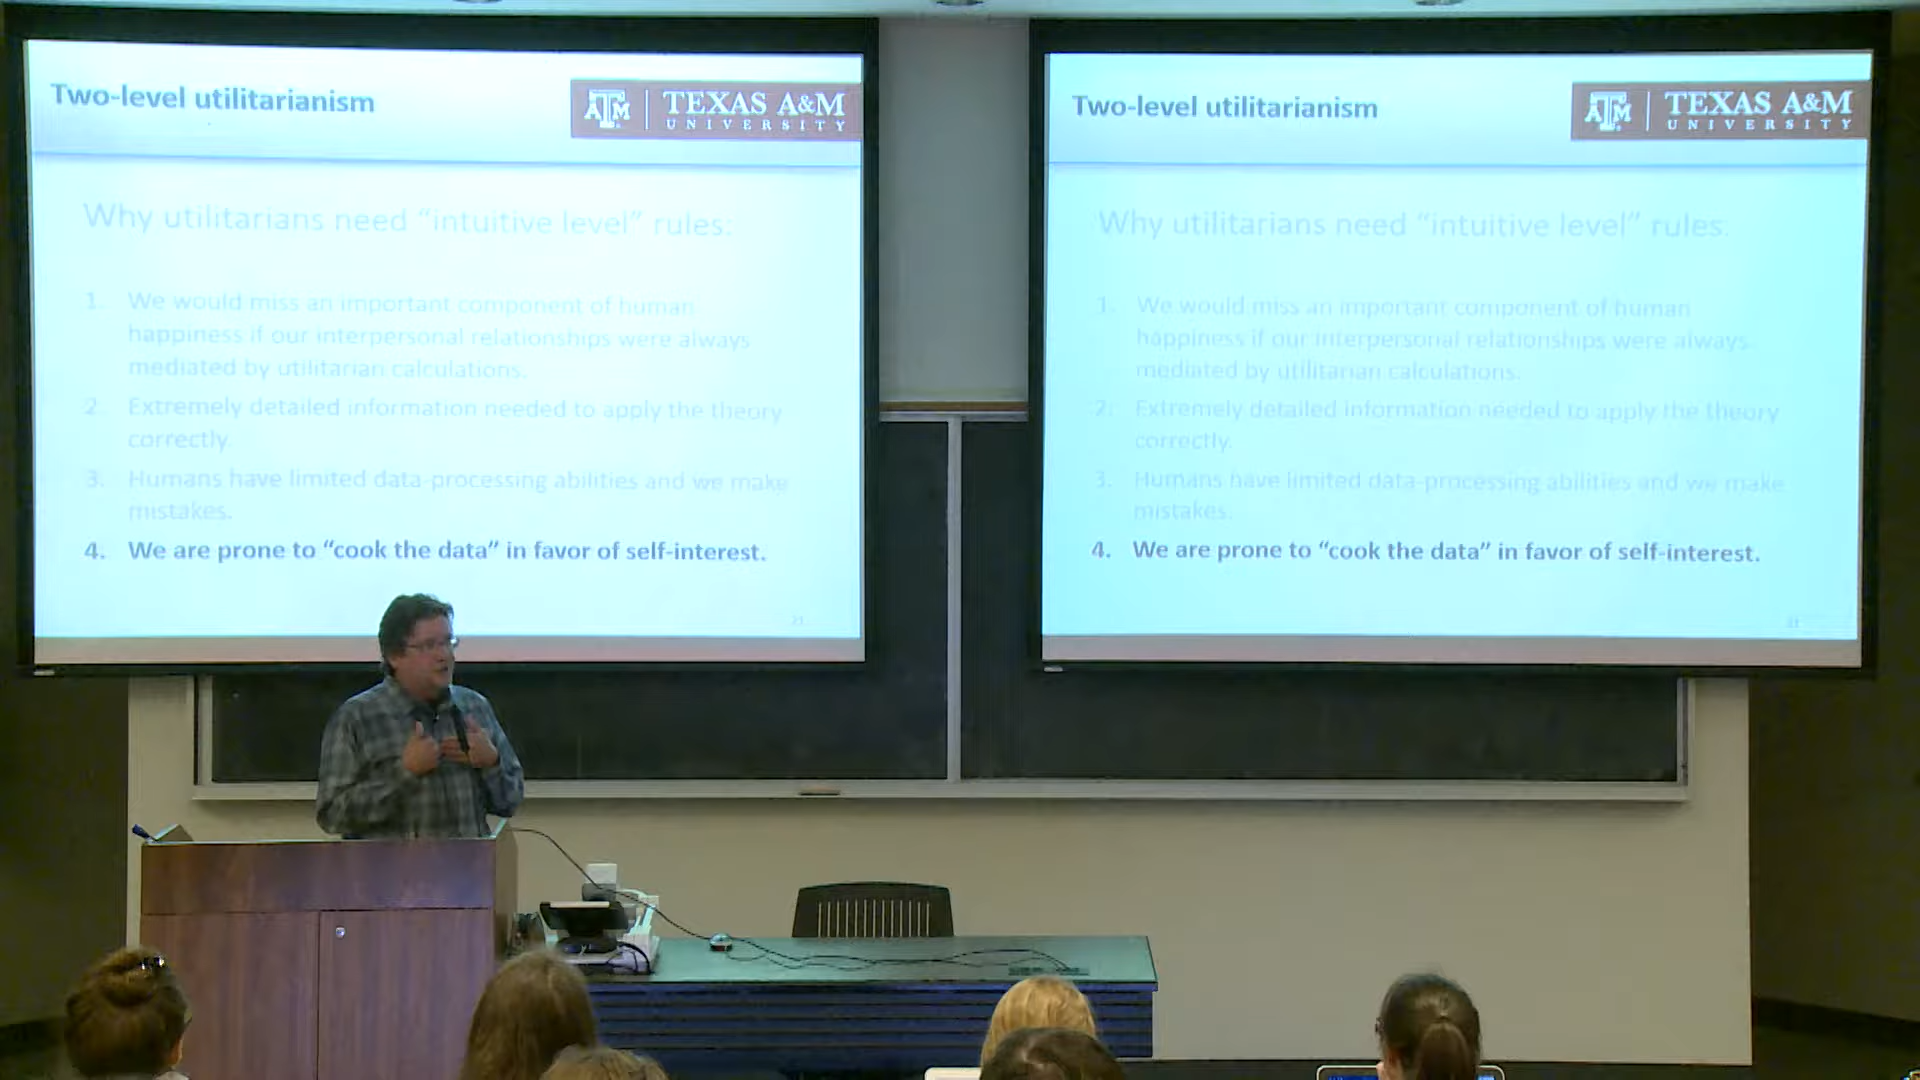 Two-level utilitarianism
ĀM | TEXAS A&M
UNIVERSITY
Why utilitarians need “intuitive level” rules:
1. We would miss an important component of human
happiness if our interpersonal relationships were always
mediated by utilitarian calculations.
2. Extremely detailed information needed to apply the theory
correctly.
3. Humans have limited data-processing abilities and we make
mistakes.
4. We are prone to “cook the data” in favor of self-interest.
Two-level utilitarianism
ATM | TEXAS A&M
UNIVERSITY
Why utilitarians need “intuitive level” rules:
1. We would miss an important component of human
happiness if our interpersonal relationships were always
mediated by utilitarian calculations.
2. Extremely detailed information needed to apply the theory
correctly.
3. Humans have limited data-processing abilities and we make
mistakes.
4. We are prone to “cook the data” in favor of self-interest.